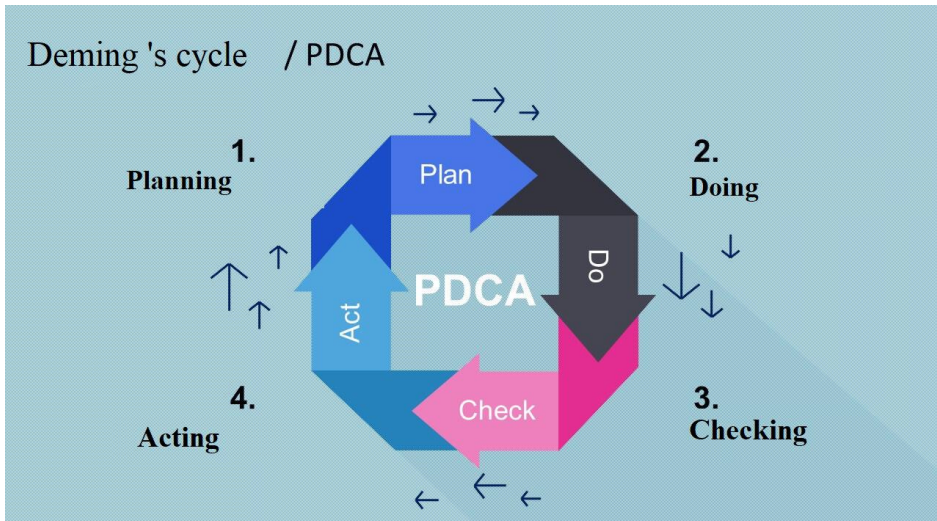 Deming 's cycle / PDCA
1.
Planning
2.
Doing
Plan
Do
PDCA
Act
Check
4.
Acting
3.
Checking